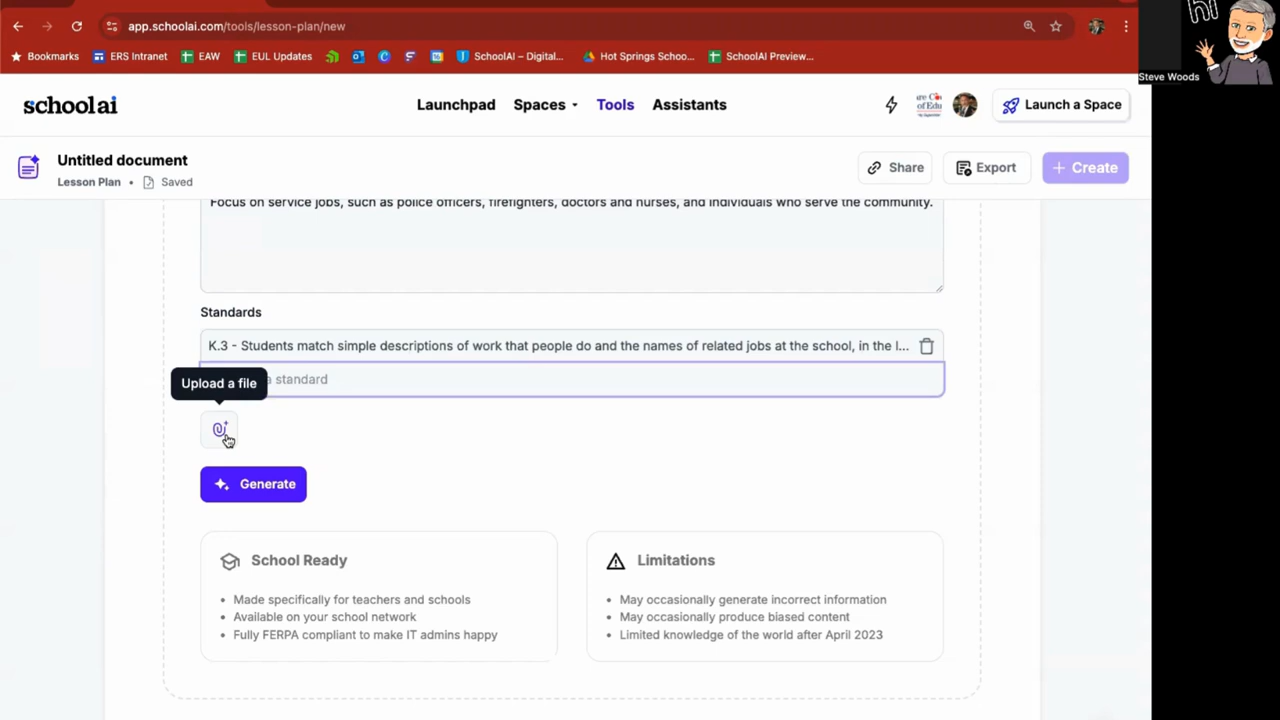 app.schoolai.com/tools/lesson-plan/new
Bookmarks ERS Intranet EAW EUL Updates SchoolAI – Digital... Hot Springs Schoo... SchoolAI Preview...
hi
Steve Woods
school ai Launchpad Spaces Tools Assistants Launch a Space
Untitled document
Lesson Plan • Saved
Share Export + Create
Focus on service jobs, such as police officers, firefighters, doctors and nurses, and individuals who serve the community.
Standards
K.3 - Students match simple descriptions of work that people do and the names of related jobs at the school, in the l...
a standard
Upload a file
Generate
School Ready
• Made specifically for teachers and schools
• Available on your school network
• Fully FERPA compliant to make IT admins happy
Limitations
• May occasionally generate incorrect information
• May occasionally produce biased content
• Limited knowledge of the world after April 2023